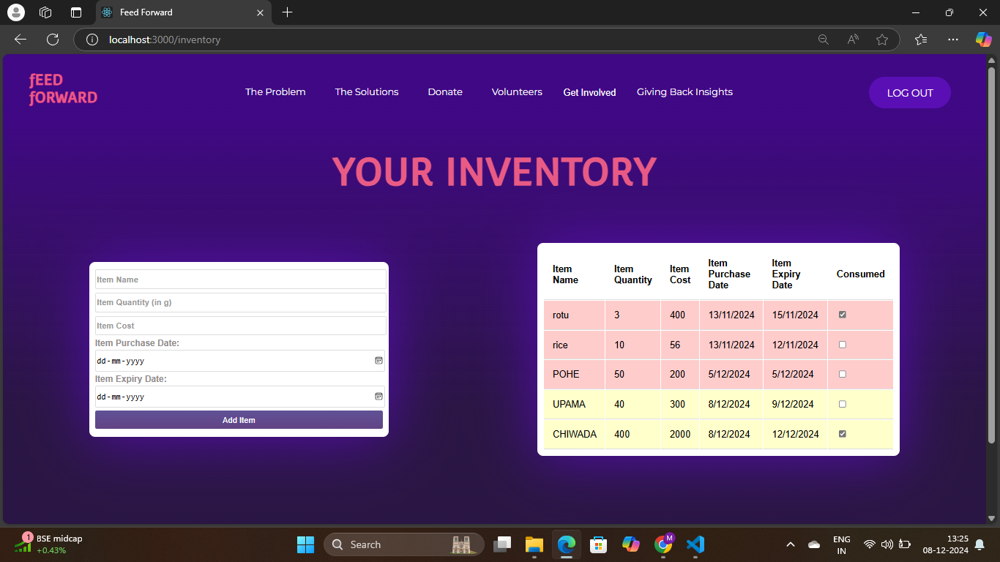 Feed Forward
localhost:3000/inventory
fEED
fORWARD
The Problem
The Solutions
Donate
Volunteers
Get Involved
Giving Back Insights
LOG OUT
YOUR INVENTORY
Item Name
Item Quantity (in g)
Item Cost
Item Purchase Date:
dd-mm-yyyy
Item Expiry Date:
dd-mm-yyyy
Add Item
Item Name Item Quantity Item Cost Item Purchase Date Item Expiry Date Consumed
rotu 3 400 13/11/2024 15/11/2024
rice 10 56 13/11/2024 12/11/2024
POHE 50 200 5/12/2024 5/12/2024
UPAMA 40 300 8/12/2024 9/12/2024
CHIWADA 400 2000 8/12/2024 12/12/2024
1
BSE midcap
+0.43%
Search
M
ENG
IN
13:25
08-12-2024